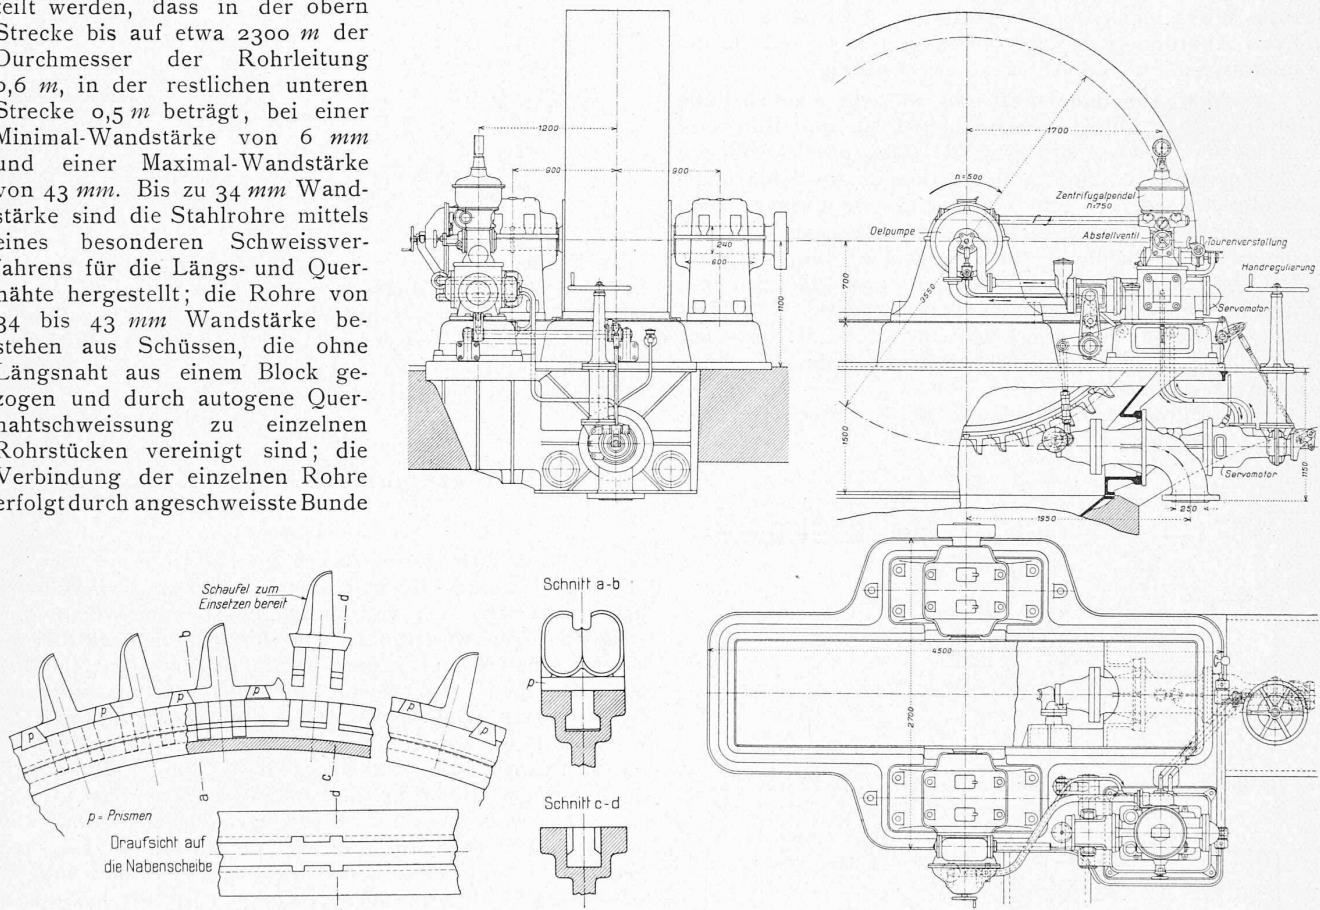 teilt werden, dass in der obern
Strecke bis auf etwa 2300 m der
Durchmesser der Rohrleitung
0,6 m, in der restlichen unteren
Strecke 0,5 m beträgt, bei einer
Minimal-Wandstärke von 6 mm
und einer Maximal-Wandstärke
von 43 mm. Bis zu 34 mm Wand-
stärke sind die Stahlrohre mittels
eines besonderen Schweissver-
fahrens für die Längs- und Quer-
nähte hergestellt; die Rohre von
34 bis 43 mm Wandstärke be-
stehen aus Schüssen, die ohne
Längsnaht aus einem Block ge-
zogen und durch autogene Quer-
nahtschweissung zu einzelnen
Rohrstücken vereinigt sind; die
Verbindung der einzelnen Rohre
erfolgt durch angeschweisste Bunde
1200
900
900
240
600
1100
1700
n=500
Zentrifugalpendel
n=750
Oelpumpe
Abstellventil
Tourenverstellung
Handregulierung
700
3550
Servomotor
1500
Servomotor
1150
250
1950
Schaufel zum
Einsetzen bereit
d
b
p
p
p
p
p
p
a
c
d
p = Prismen
Draufsicht auf
die Nabenscheibe
Schnitt a-b
p
Schnitt c-d
4500
2700